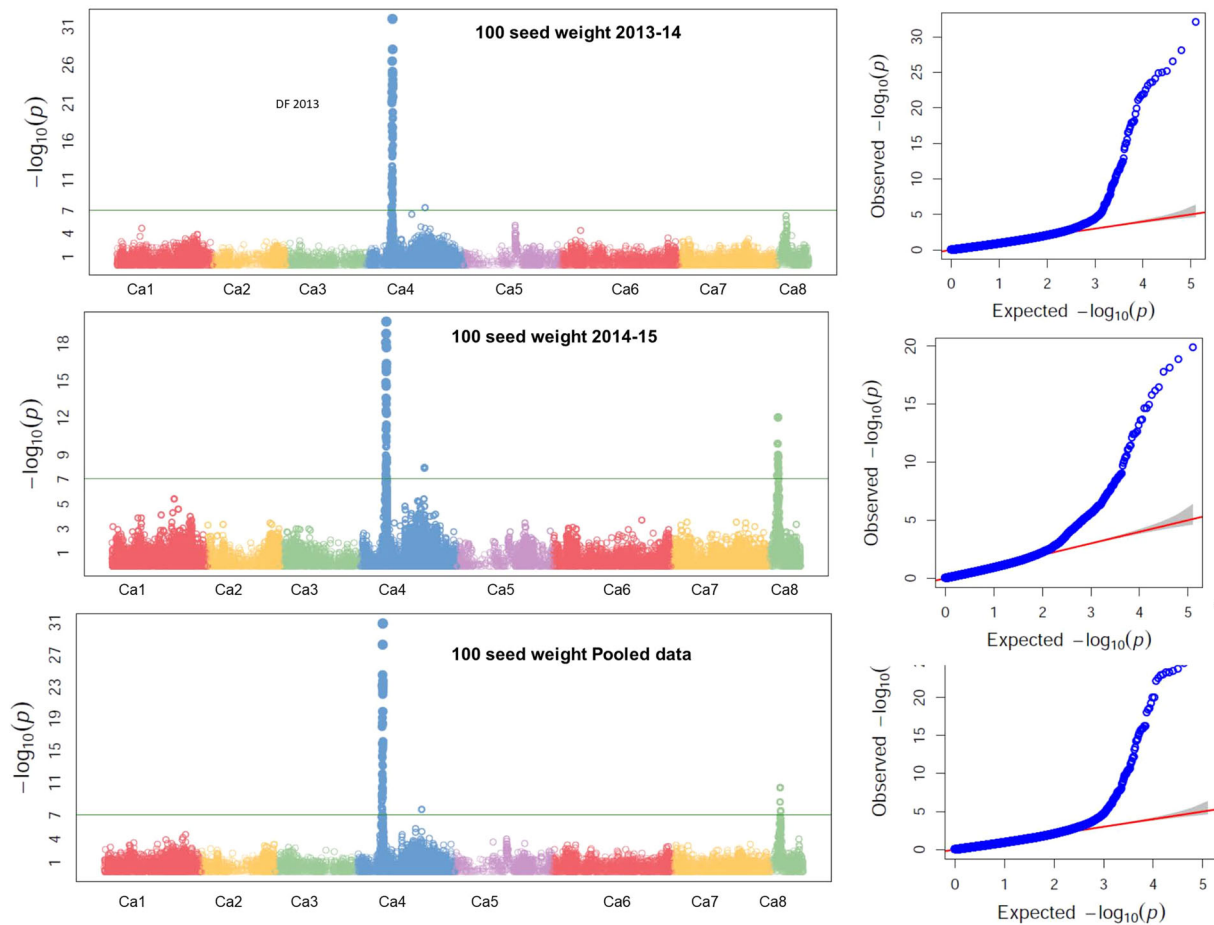 100 seed weight 2013-14
DF 2013
−log₁₀(p)
31
26
21
16
11
7
4
1
Ca1 Ca2 Ca3 Ca4 Ca5 Ca6 Ca7 Ca8
Observed −log₁₀(p)
30
25
20
15
10
5
0
0 1 2 3 4 5
Expected −log₁₀(p)
100 seed weight 2014-15
−log₁₀(p)
18
15
12
9
7
5
3
1
Ca1 Ca2 Ca3 Ca4 Ca5 Ca6 Ca7 Ca8
Observed −log₁₀(p)
20
15
10
5
0
0 1 2 3 4 5
Expected −log₁₀(p)
100 seed weight Pooled data
−log₁₀(p)
31
27
23
19
15
11
7
4
1
Ca1 Ca2 Ca3 Ca4 Ca5 Ca6 Ca7 Ca8
Observed −log₁₀(
20
15
10
5
0
0 1 2 3 4 5
Expected −log₁₀(p)